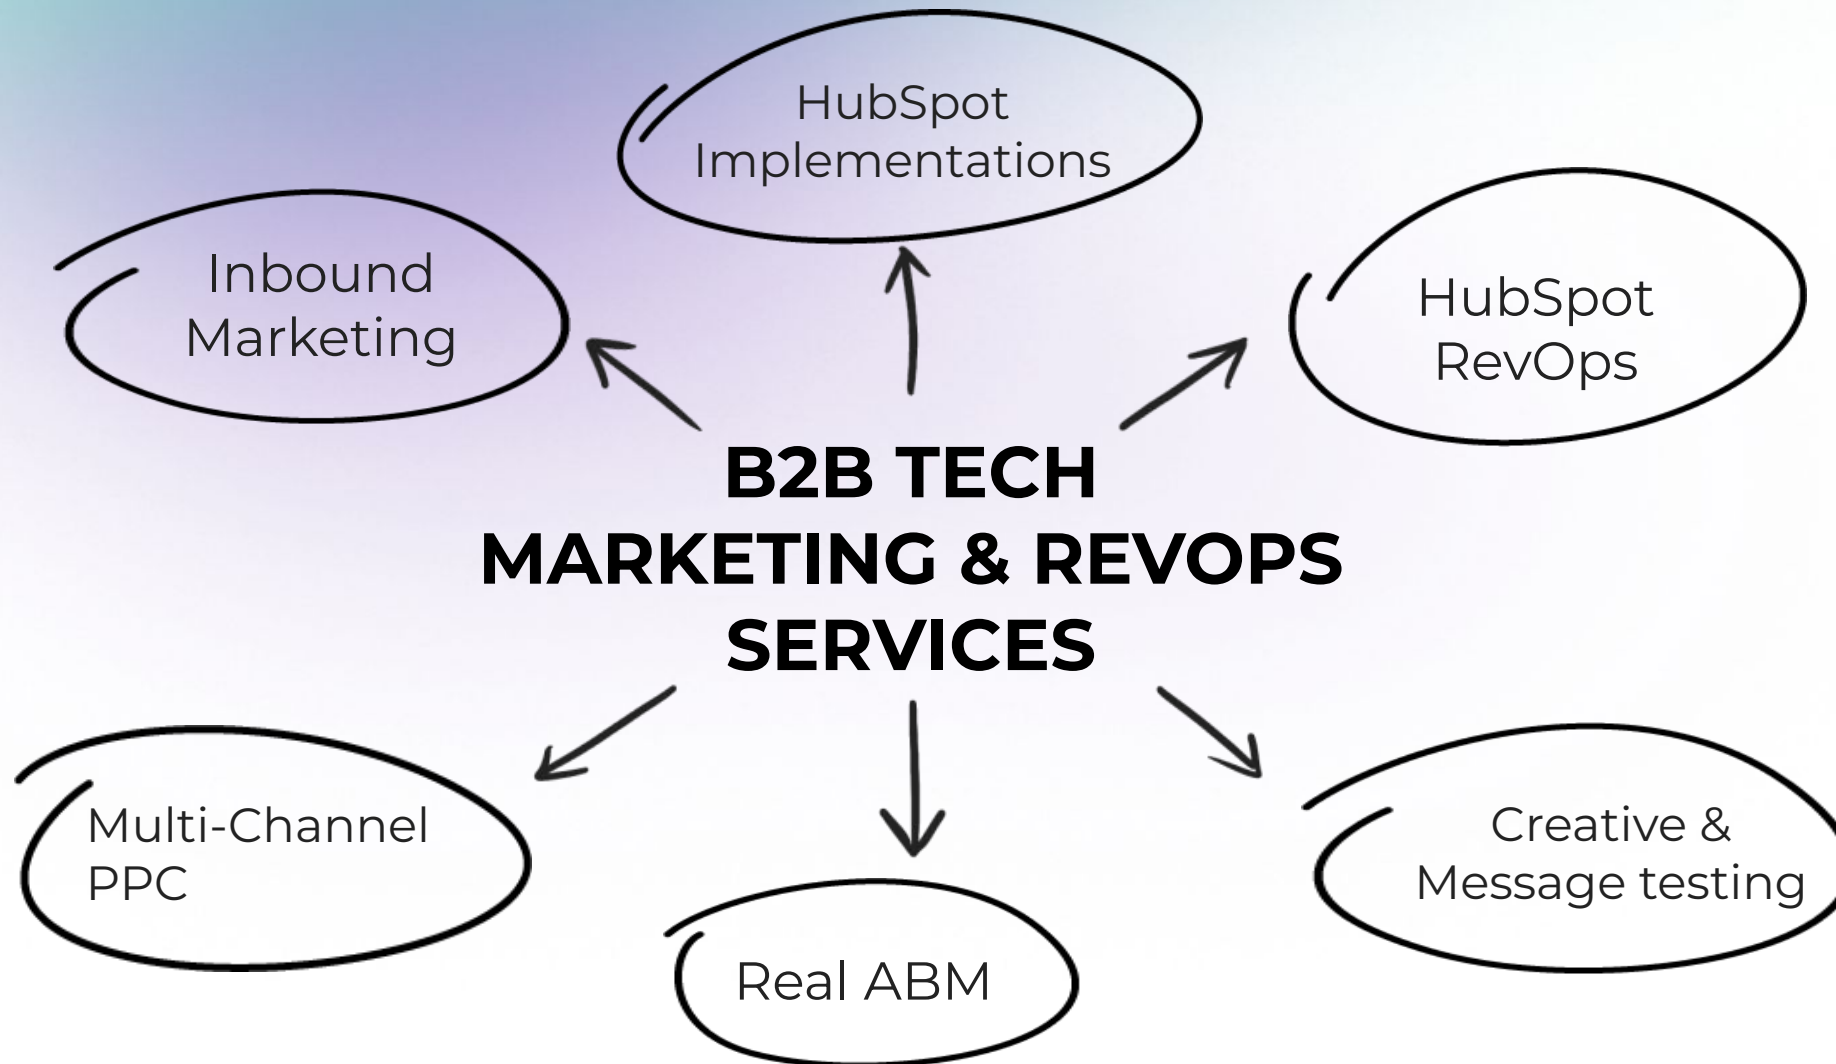 HubSpot
Implementations
Inbound
Marketing
HubSpot
RevOps
B2B TECH
MARKETING & REVOPS
SERVICES
Multi-Channel
PPC
Creative &
Message testing
Real ABM